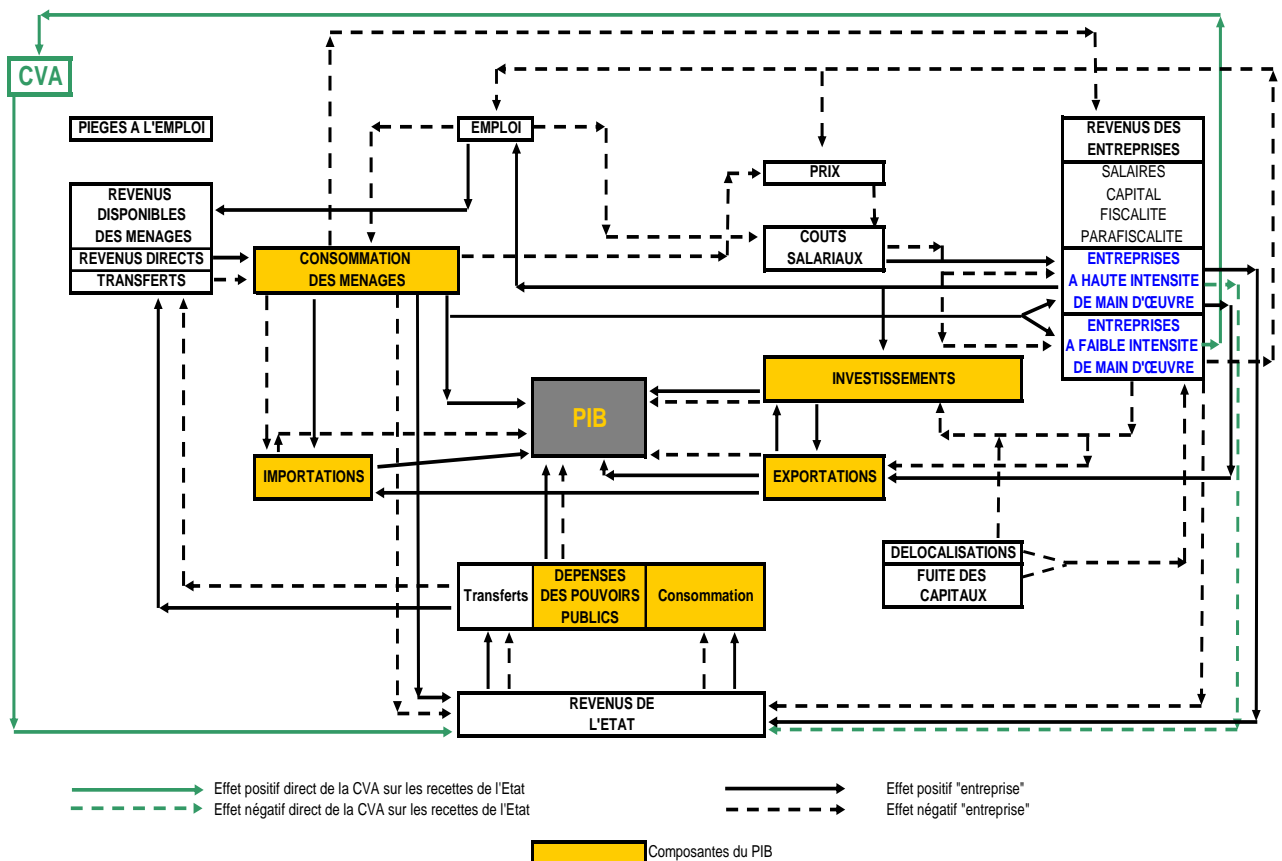 CVA
PIEGES A L'EMPLOI
EMPLOI
REVENUS DES
ENTREPRISES
SALAIRES
CAPITAL
FISCALITE
PARAFISCALITE
ENTREPRISES
A HAUTE INTENSITE
DE MAIN D'ŒUVRE
ENTREPRISES
A FAIBLE INTENSITE
DE MAIN D'ŒUVRE
PRIX
REVENUS
DISPONIBLES
DES MENAGES
REVENUS DIRECTS
TRANSFERTS
COUTS
SALARIAUX
CONSOMMATION
DES MENAGES
INVESTISSEMENTS
PIB
IMPORTATIONS
EXPORTATIONS
DELOCALISATIONS
FUITE DES
CAPITAUX
Transferts
DEPENSES
DES POUVOIRS
PUBLICS
Consommation
REVENUS DE
L'ETAT
Effet positif direct de la CVA sur les recettes de l'Etat
Effet négatif direct de la CVA sur les recettes de l'Etat
Effet positif "entreprise"
Effet négatif "entreprise"
Composantes du PIB